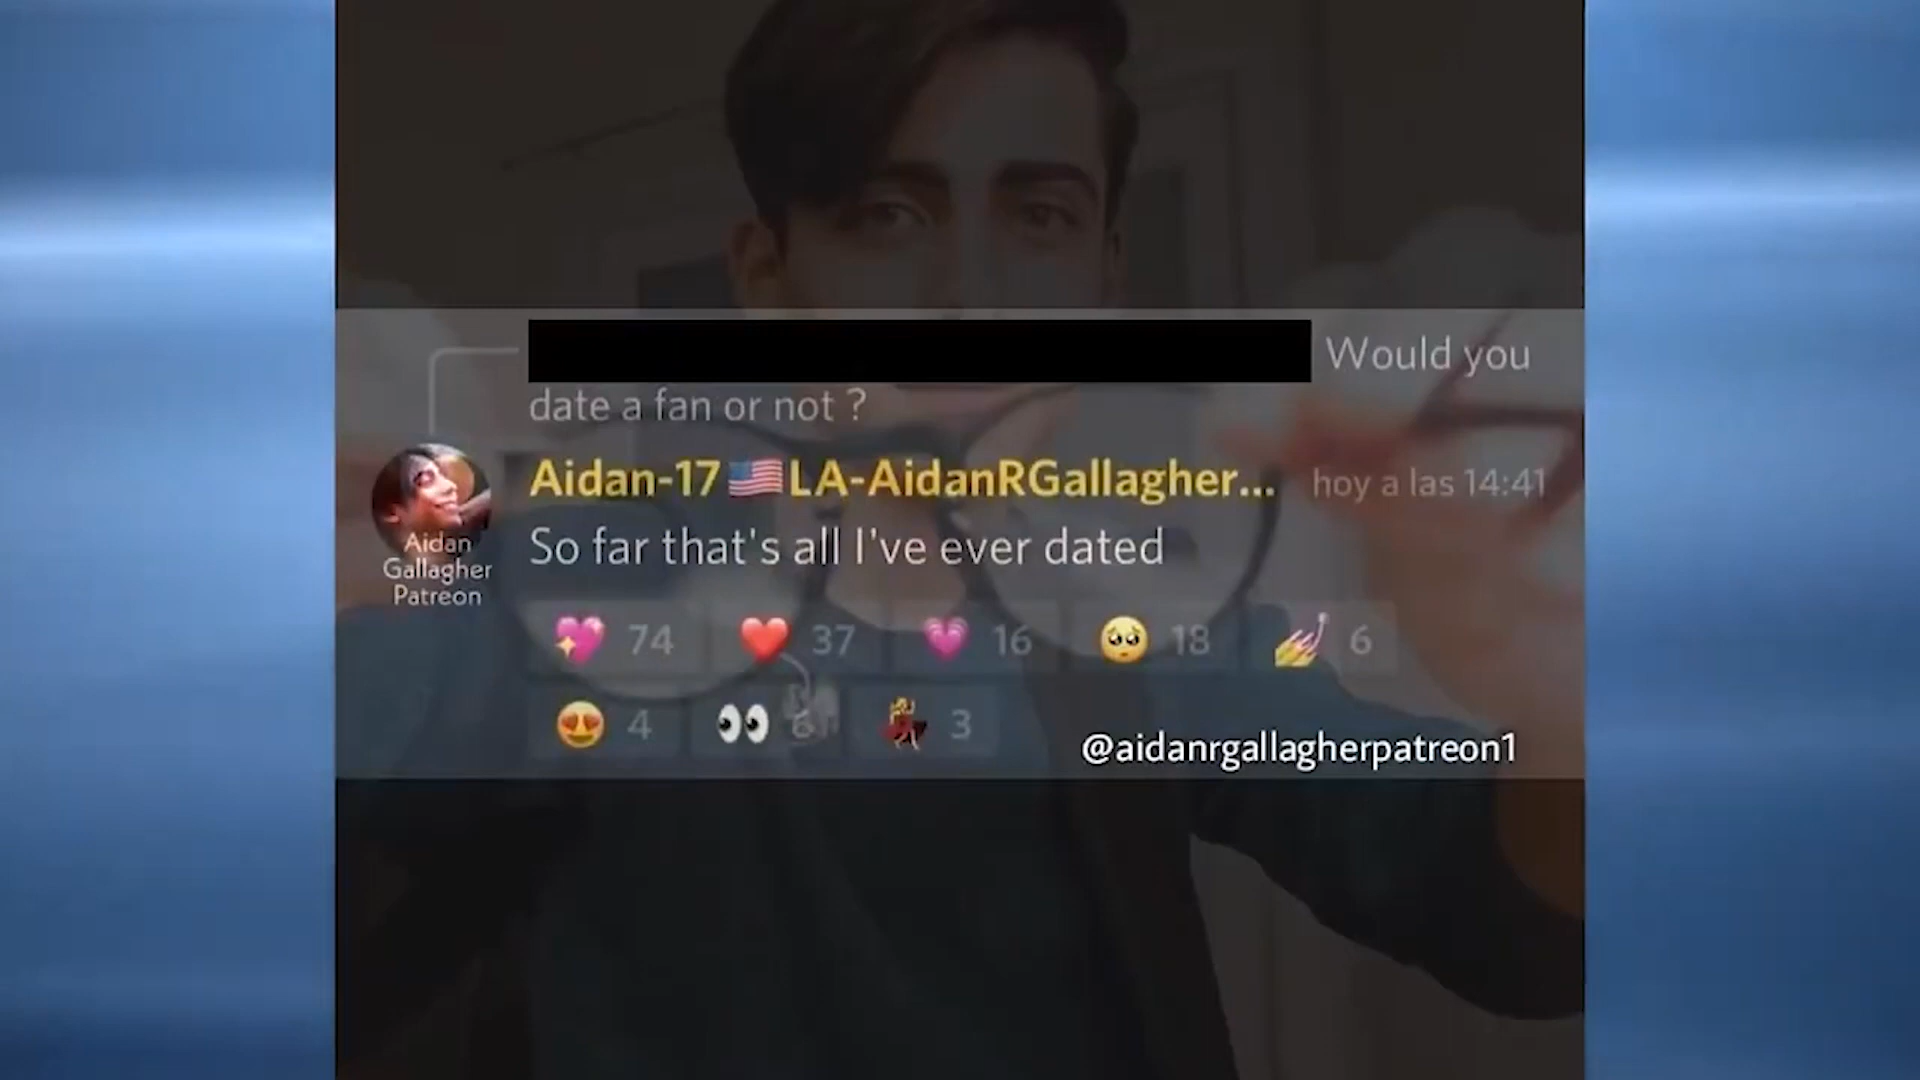 Would you
date a fan or not ?
Aidan-17🇺🇸LA-AidanRGallagher... hoy a las 14:41
So far that's all I've ever dated
Aidan
Gallagher
Patreon
74 37 16 18 6
4 6 3
@aidanrgallagherpatreon1